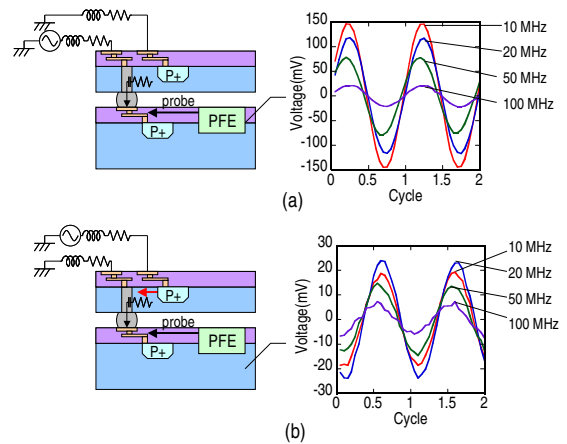 P+
probe
PFE
P+
150
100
50
0
-50
-100
-150
Voltage(mV)
0
0.5
1
1.5
2
Cycle
10 MHz
20 MHz
50 MHz
100 MHz
(a)
P+
probe
PFE
P+
30
20
10
0
-10
-20
-30
Voltage(mV)
0
0.5
1
1.5
2
Cycle
10 MHz
20 MHz
50 MHz
100 MHz
(b)